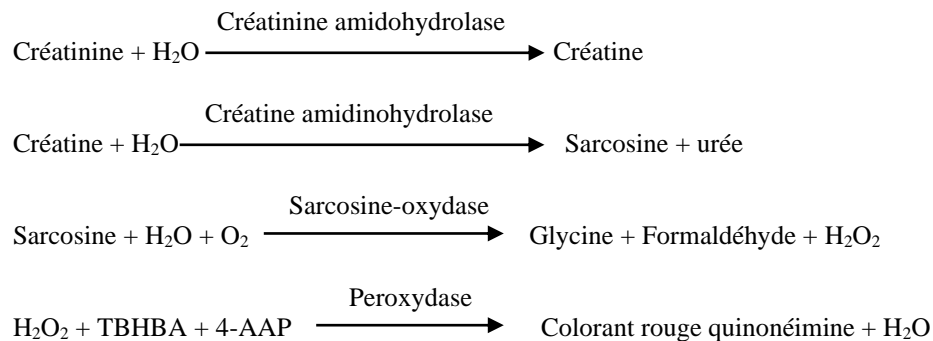 Créatinine amidohydrolase
Créatinine + H₂O Créatine
Créatine amidinohydrolase
Créatine + H₂O Sarcosine + urée
Sarcosine-oxydase
Sarcosine + H₂O + O₂ Glycine + Formaldéhyde + H₂O₂
Peroxydase
H₂O₂ + TBHBA + 4-AAP Colorant rouge quinonéimine + H₂O